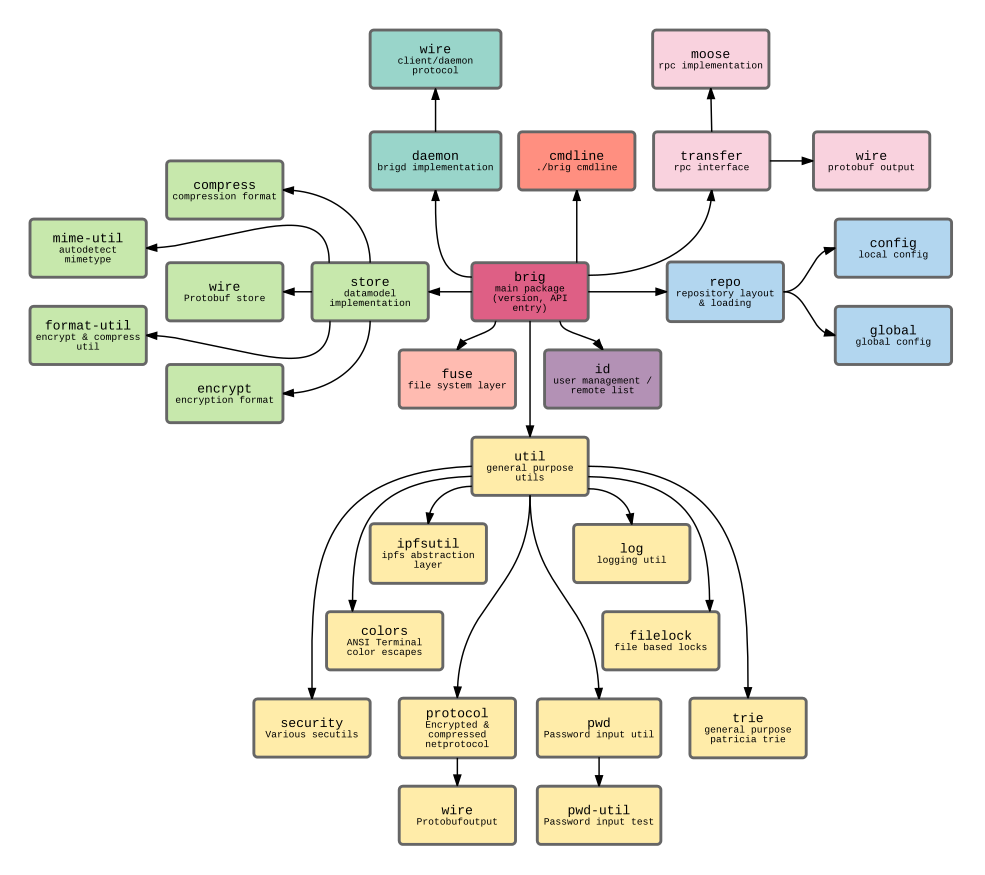 wire
client/daemon
protocol
moose
rpc implementation
daemon
brigd implementation
cmdline
./brig cmdline
transfer
rpc interface
wire
protobuf output
compress
compression format
mime-util
autodetect
mimetype
config
local config
wire
Protobuf store
store
datamodel
implementation
brig
main package
(version, API
entry)
repo
repository layout
& loading
format-util
encrypt & compress
util
global
global config
encrypt
encryption format
fuse
file system layer
id
user management /
remote list
util
general purpose
utils
ipfsutil
ipfs abstraction
layer
log
logging util
colors
ANSI Terminal
color escapes
filelock
file based locks
security
Various secutils
protocol
Encrypted &
compressed
netprotocol
pwd
Password input util
trie
general purpose
patricia trie
wire
Protobufoutput
pwd-util
Password input test